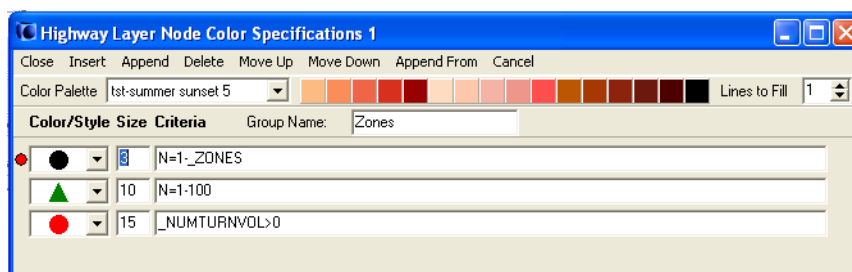 Highway Layer Node Color Specifications 1
Close Insert Append Delete Move Up Move Down Append From Cancel
Color Palette tst-summer sunset 5 Lines to Fill 1
Color/Style Size Criteria Group Name: Zones
3 N=1-_ZONES
10 N=1-100
15 _NUMTURNVOL>0